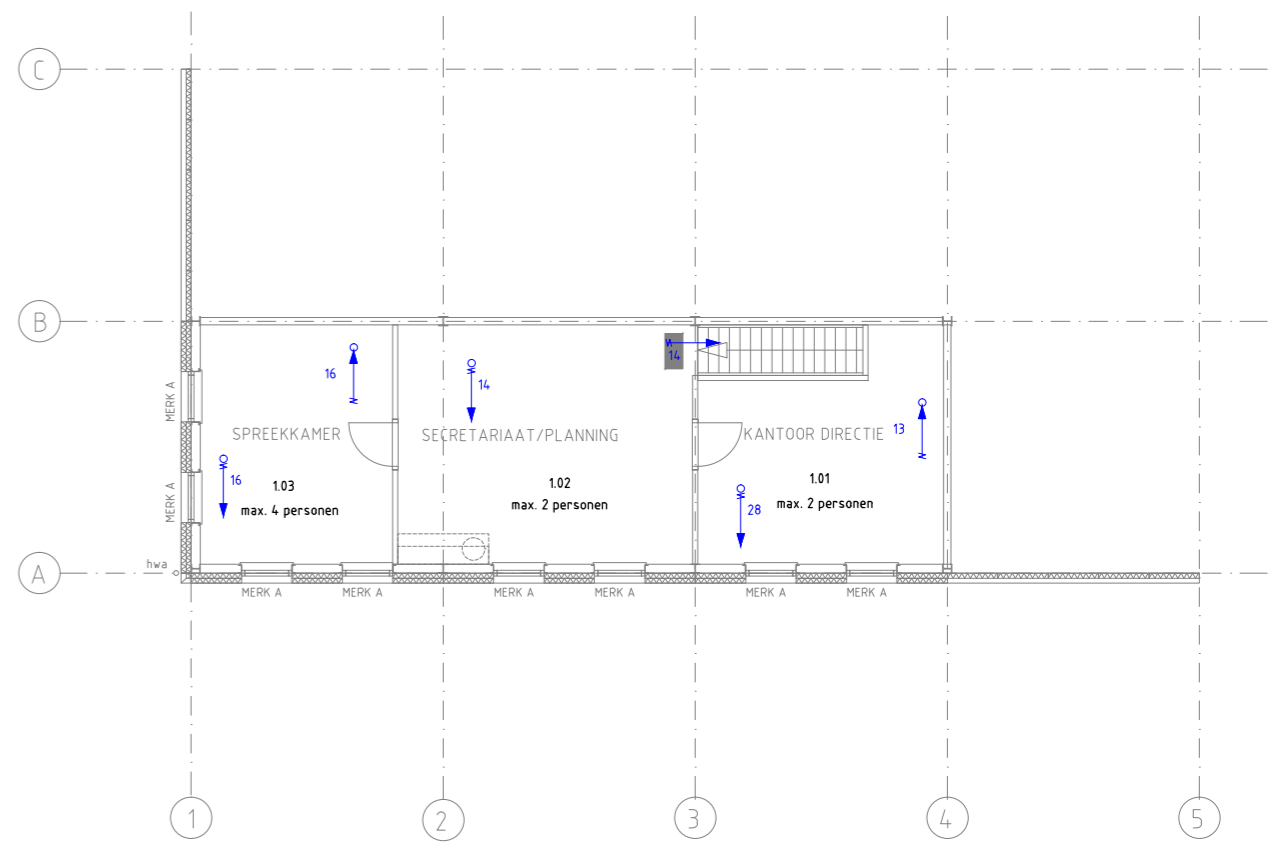 C
B
MERK A
16
14
14
SPREEKKAMER
SECRETARIAAT/PLANNING
KANTOOR DIRECTIE
13
MERK A
16
1.03
max. 4 personen
1.02
max. 2 personen
1.01
max. 2 personen
28
hwa
A
MERK A
MERK A
MERK A
MERK A
MERK A
MERK A
1
2
3
4
5